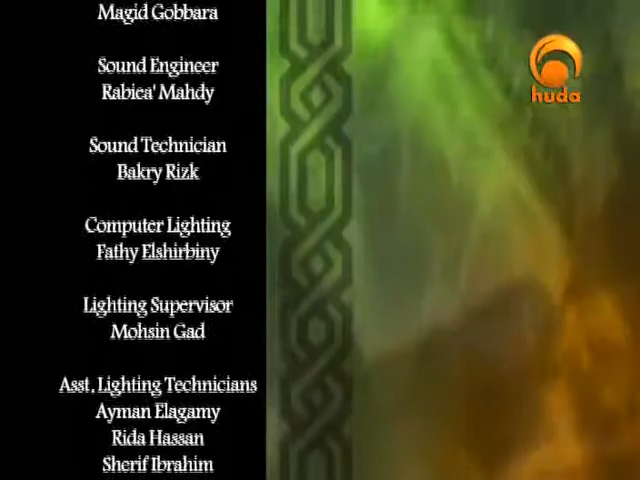 Magid Gobbara
Sound Engineer
Rabiea' Mahdy
Sound Technician
Bakry Rizk
Computer Lighting
Fathy Elshirbiny
Lighting Supervisor
Mohsin Gad
Asst. Lighting Technicians
Ayman Elagamy
Rida Hassan
Sherif Ibrahim
huda